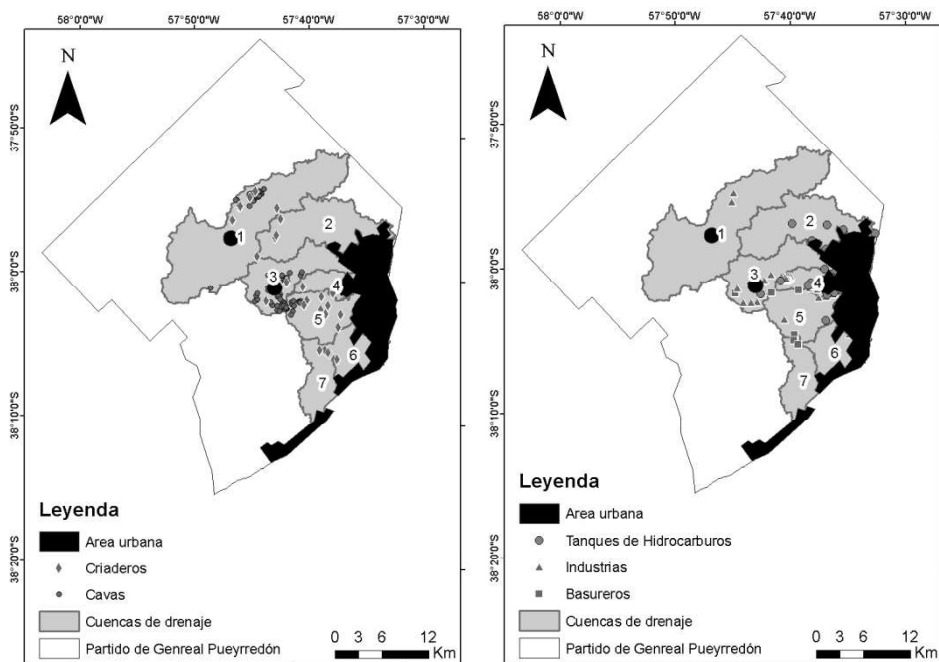 58°0'0"O 57°50'0"O 57°40'0"O 57°30'0"O
N
37°50'0"S
38°0'0"S
38°10'0"S
38°20'0"S
1
2
3
4
5
6
7
Leyenda
Area urbana
Criaderos
Cavas
Cuencas de drenaje
Partido de Genreal Pueyrredón
0 3 6 12
Km
58°0'0"O 57°50'0"O 57°40'0"O 57°30'0"O
N
37°50'0"S
38°0'0"S
38°10'0"S
38°20'0"S
1
2
3
4
5
6
7
Leyenda
Area urbana
Tanques de Hidrocarburos
Industrias
Basureros
Cuencas de drenaje
Partido de Genreal Pueyrredón
0 3 6 12
Km